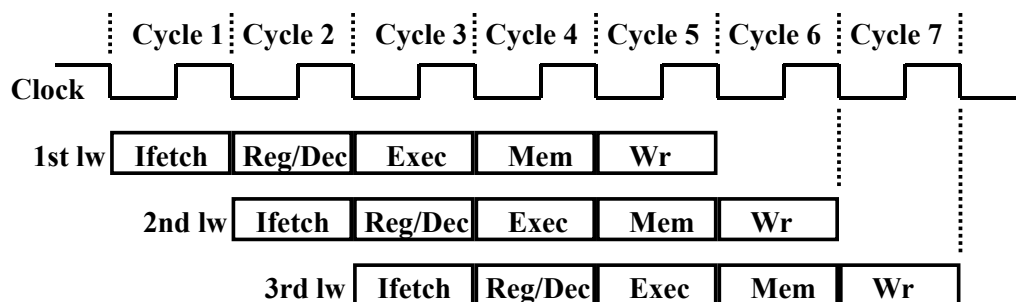 Cycle 1 Cycle 2 Cycle 3 Cycle 4 Cycle 5 Cycle 6 Cycle 7
Clock
1st lw Ifetch Reg/Dec Exec Mem Wr
2nd lw Ifetch Reg/Dec Exec Mem Wr
3rd lw Ifetch Reg/Dec Exec Mem Wr